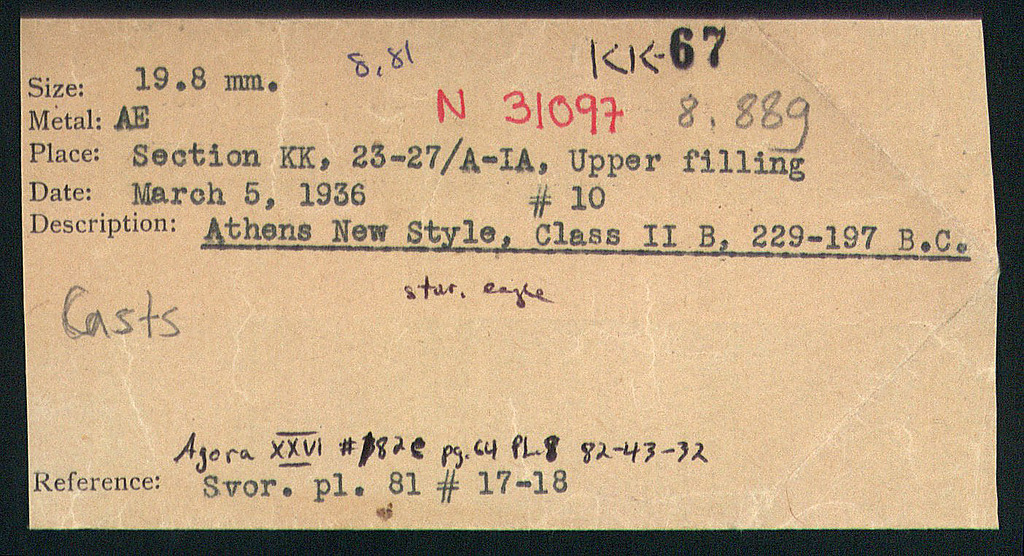 8,81 KK-67
Size: 19.8 mm.
N 31097 8.88g
Metal: AE
Place: Section KK, 23-27/A-IA, Upper filling
Date: March 5, 1936 # 10
Description: Athens New Style, Class II B, 229-197 B.C.
star. eagle
Casts
Agora XXVI #82e pg.64 PL.8 82-43-32
Reference: Svor. pl. 81 # 17-18